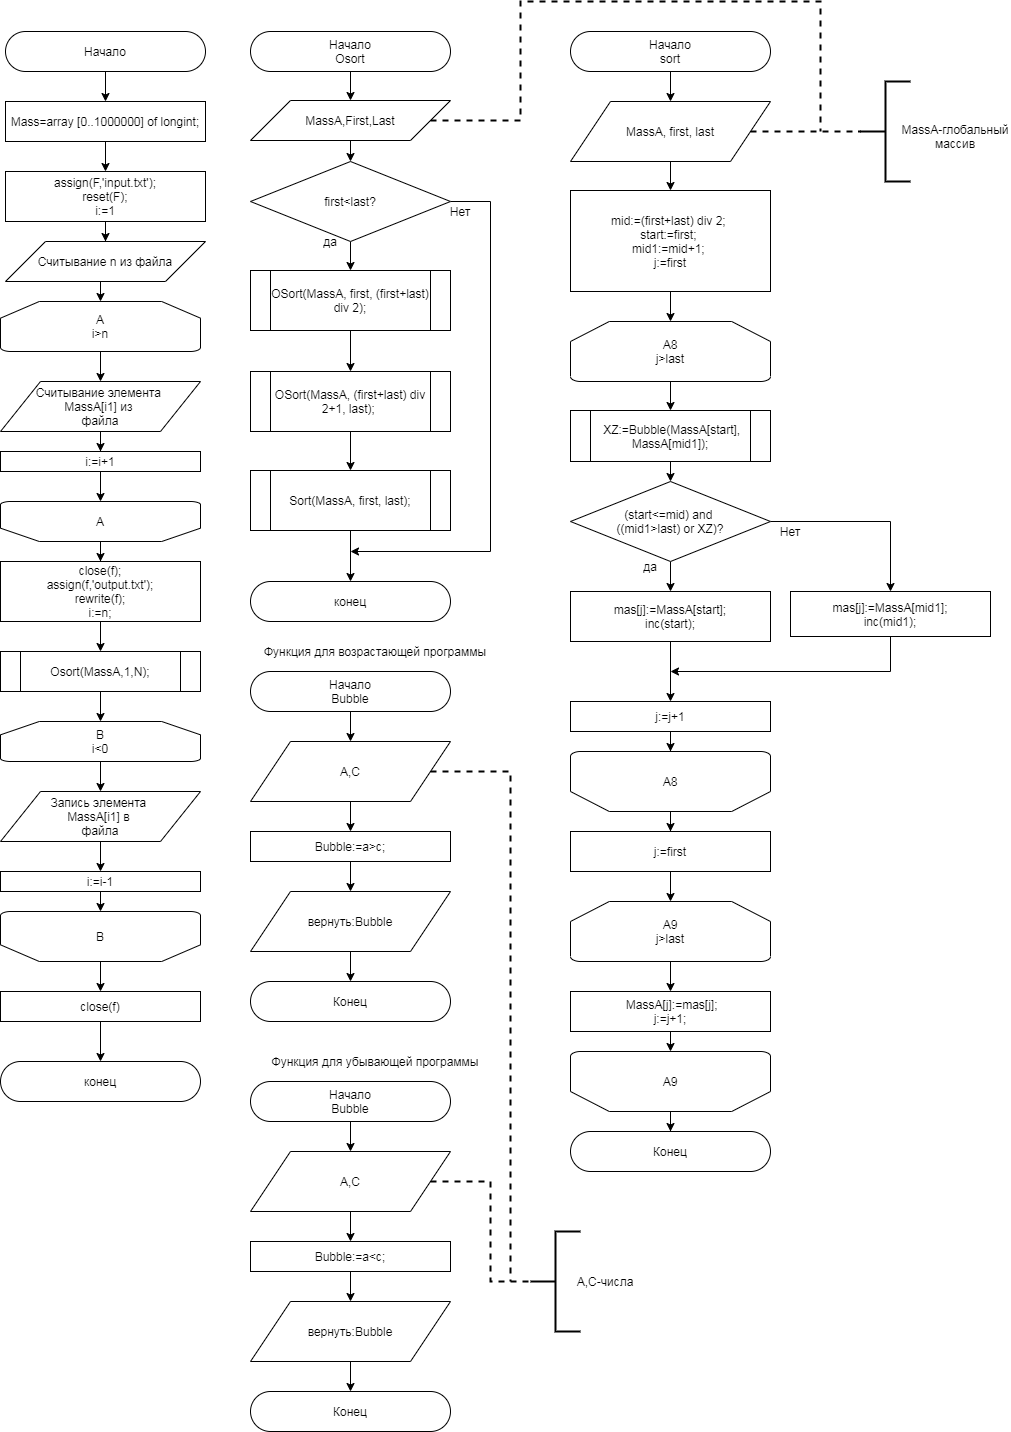 Начало
Mass=array [0..1000000] of longint;
assign(F,'input.txt');
reset(F);
i:=1
Считывание n из файла
A
i>n
Считывание элемента
MassA[i1] из
файла
i:=i+1
A
close(f);
assign(f,'output.txt');
rewrite(f);
i:=n;
Osort(MassA,1,N);
B
i<0
Запись элемента
MassA[i1] в
файла
i:=i-1
B
close(f)
конец
Начало
Osort
MassA,First,Last
first<last?
Нет
да
OSort(MassA, first, (first+last)
div 2);
OSort(MassA, (first+last) div
2+1, last);
Sort(MassA, first, last);
конец
Функция для возрастающей программы
Начало
Bubble
A,C
Bubble:=a>c;
вернуть:Bubble
Конец
Функция для убывающей программы
Начало
Bubble
A,C
Bubble:=a<c;
вернуть:Bubble
Конец
Начало
sort
MassA, first, last
mid:=(first+last) div 2;
start:=first;
mid1:=mid+1;
j:=first
A8
j>last
XZ:=Bubble(MassA[start],
MassA[mid1]);
(start<=mid) and
((mid1>last) or XZ)?
Нет
да
mas[j]:=MassA[start];
inc(start);
mas[j]:=MassA[mid1];
inc(mid1);
j:=j+1
A8
j:=first
A9
j>last
MassA[j]:=mas[j];
j:=j+1;
A9
Конец
MassA-глобальный
массив
A,C-числа